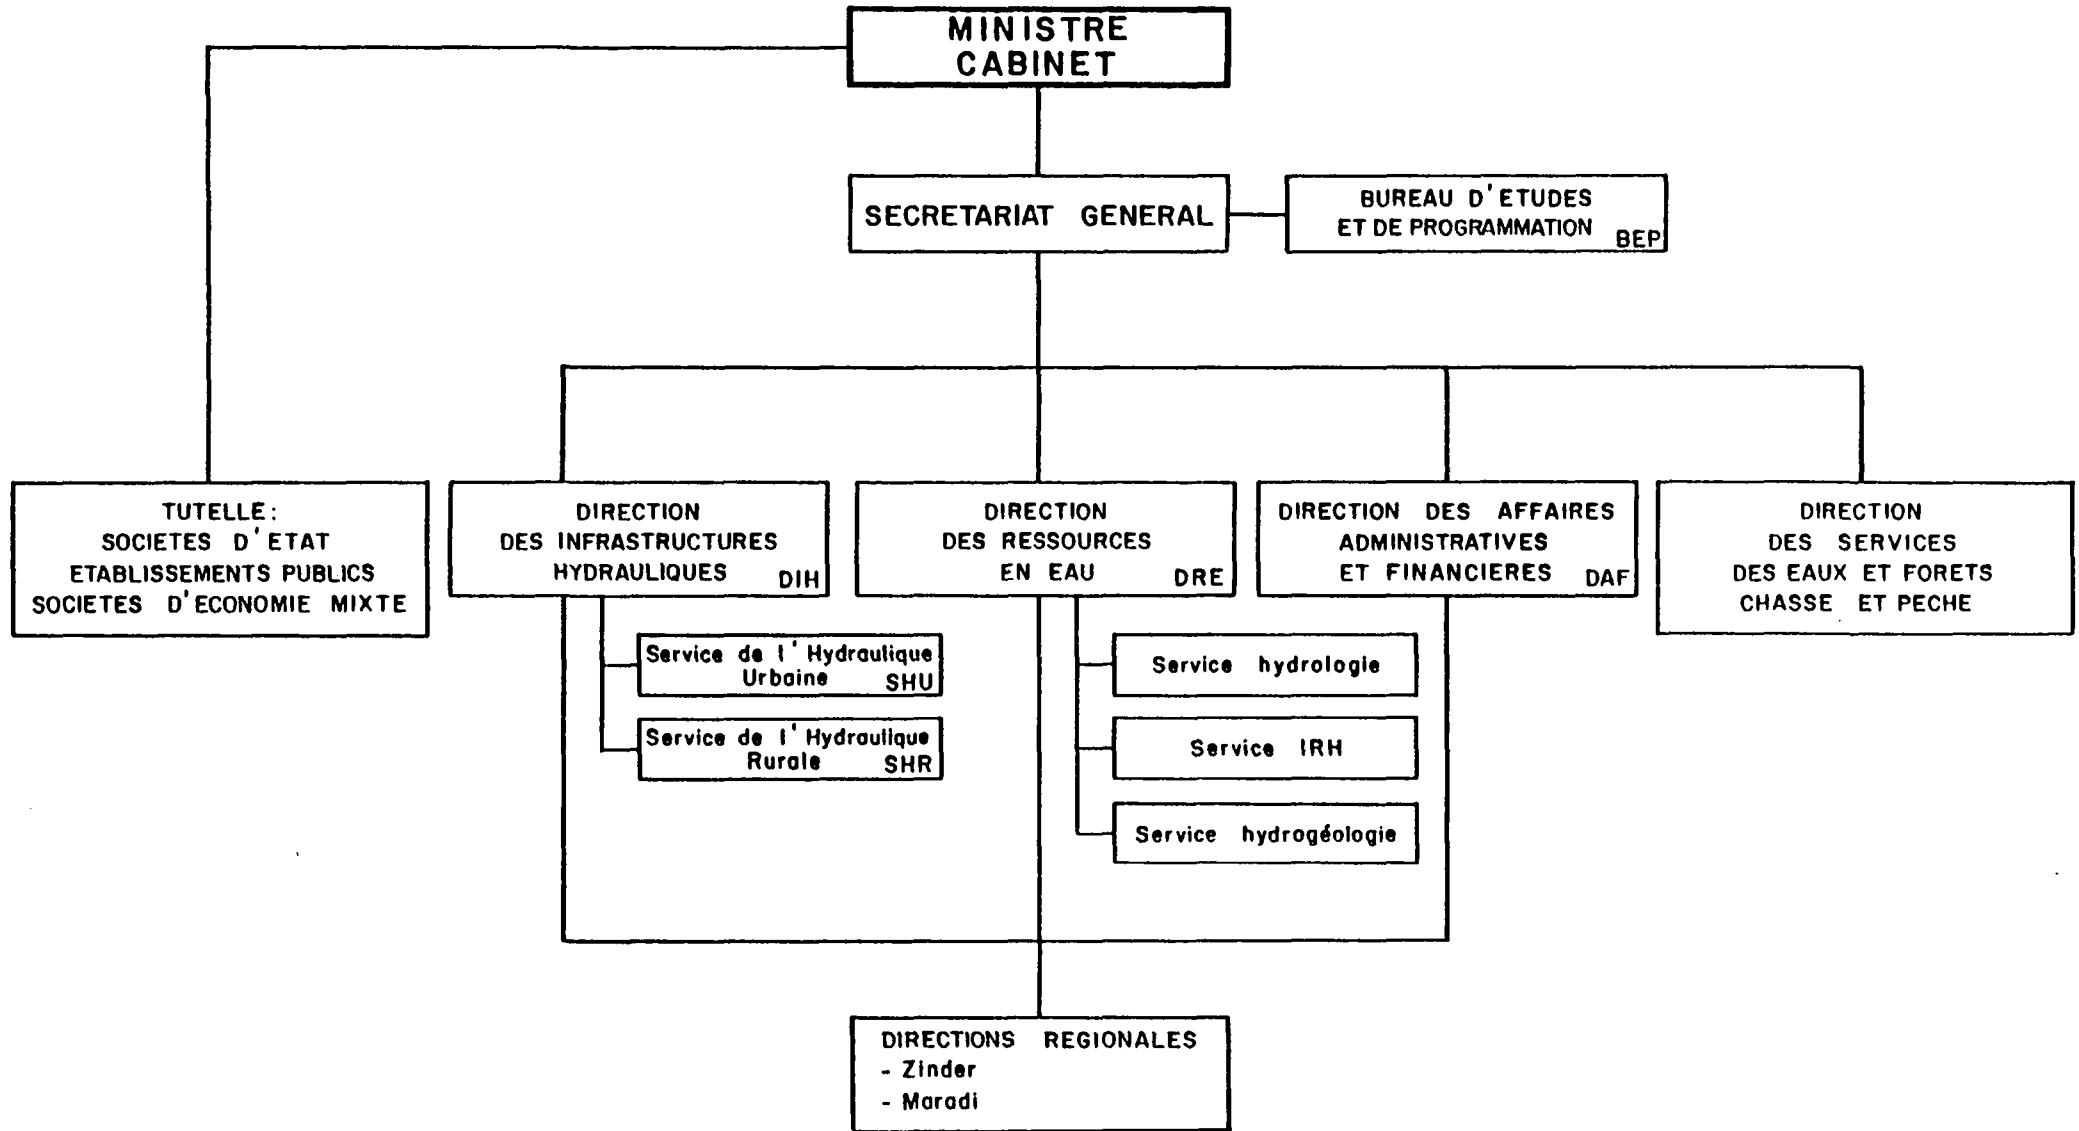 MINISTRE
CABINET
SECRETARIAT GENERAL
BUREAU D'ETUDES
ET DE PROGRAMMATION BEP
TUTELLE:
SOCIETES D'ETAT
ETABLISSEMENTS PUBLICS
SOCIETES D'ECONOMIE MIXTE
DIRECTION
DES INFRASTRUCTURES
HYDRAULIQUES DIH
DIRECTION
DES RESSOURCES
EN EAU DRE
DIRECTION DES AFFAIRES
ADMINISTRATIVES
ET FINANCIERES DAF
DIRECTION
DES SERVICES
DES EAUX ET FORETS
CHASSE ET PECHE
Service de l'Hydraulique
Urbaine SHU
Service de l'Hydraulique
Rurale SHR
Service hydrologie
Service IRH
Service hydrogéologie
DIRECTIONS REGIONALES
- Zinder
- Maradi